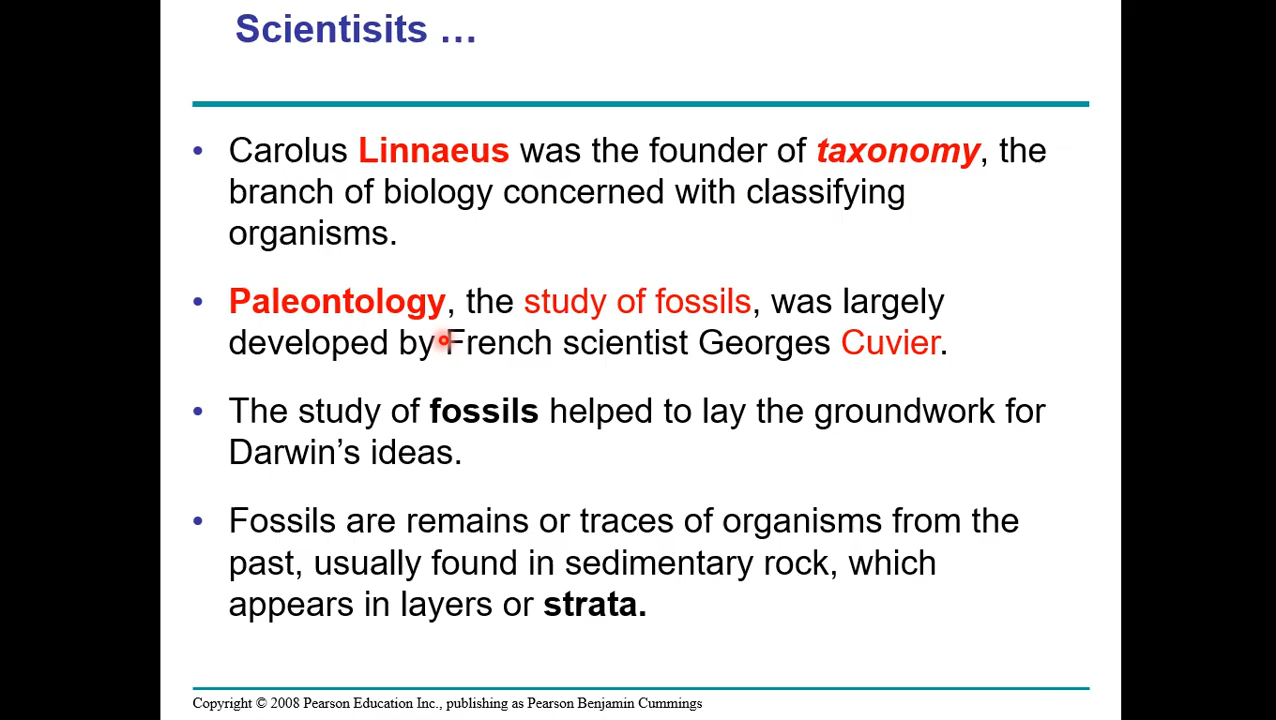 Scientisits …
• Carolus Linnaeus was the founder of taxonomy, the
branch of biology concerned with classifying
organisms.
• Paleontology, the study of fossils, was largely
developed by French scientist Georges Cuvier.
• The study of fossils helped to lay the groundwork for
Darwin’s ideas.
• Fossils are remains or traces of organisms from the
past, usually found in sedimentary rock, which
appears in layers or strata.
Copyright © 2008 Pearson Education Inc., publishing as Pearson Benjamin Cummings